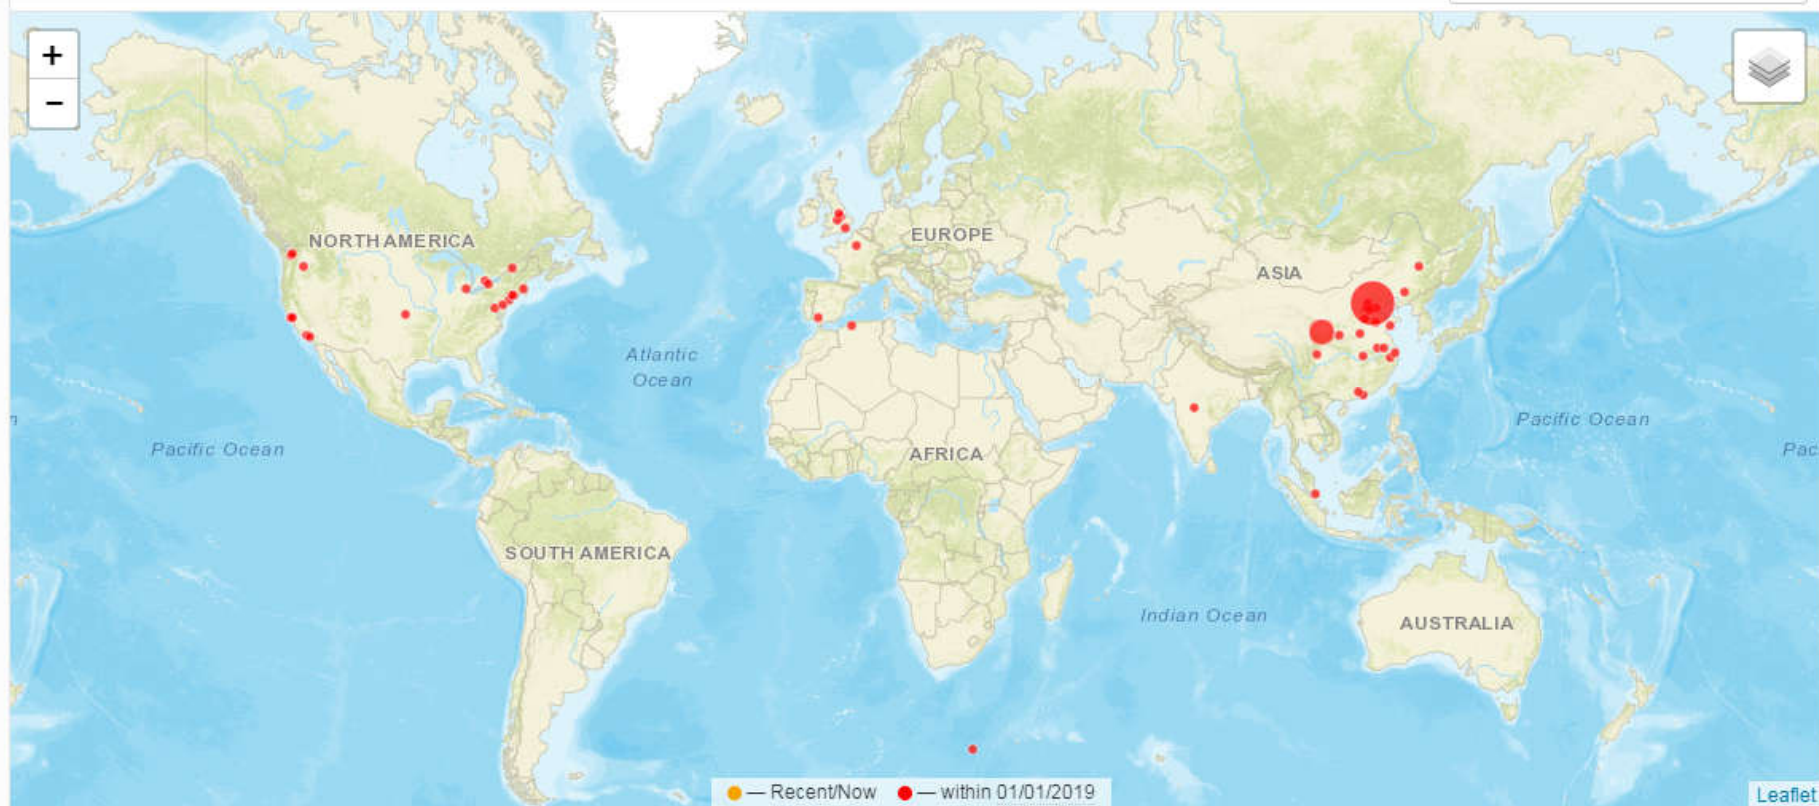 +
−
NORTH AMERICA
EUROPE
ASIA
Atlantic
Ocean
Pacific Ocean
Pacific Ocean
Pac
AFRICA
SOUTH AMERICA
Indian Ocean
AUSTRALIA
— Recent/Now — within 01/01/2019
Leaflet